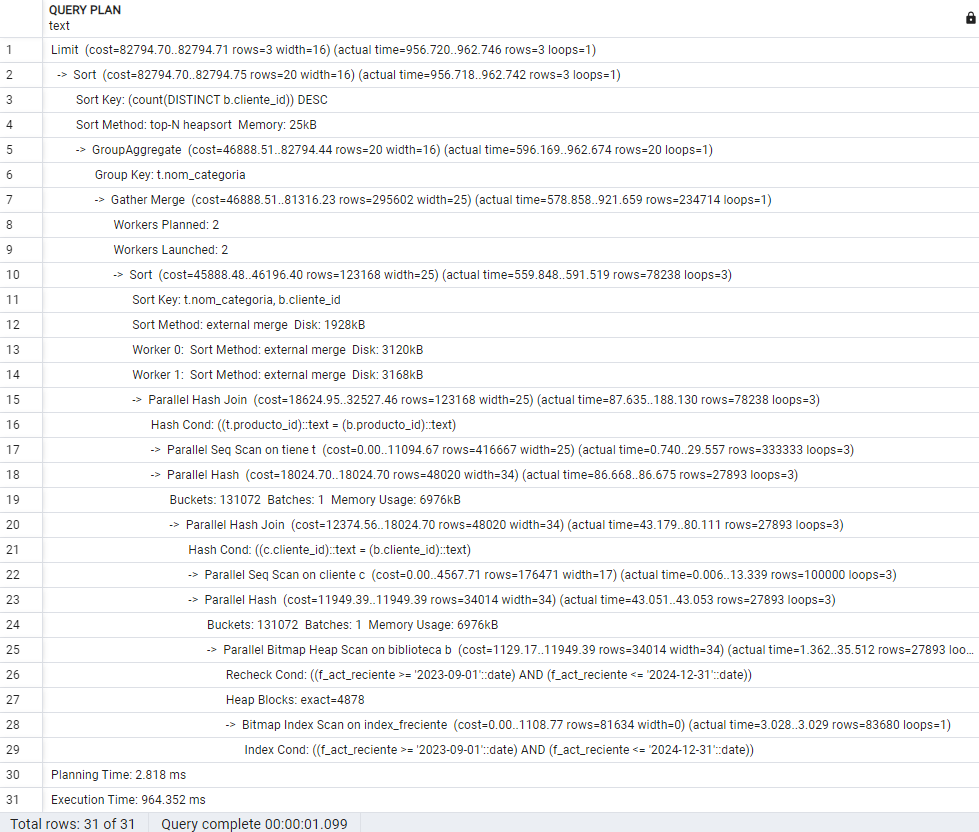 QUERY PLAN
text
1 Limit (cost=82794.70..82794.71 rows=3 width=16) (actual time=956.720..962.746 rows=3 loops=1)
2 -> Sort (cost=82794.70..82794.75 rows=20 width=16) (actual time=956.718..962.742 rows=3 loops=1)
3 Sort Key: (count(DISTINCT b.cliente_id)) DESC
4 Sort Method: top-N heapsort Memory: 25kB
5 -> GroupAggregate (cost=46888.51..82794.44 rows=20 width=16) (actual time=596.169..962.674 rows=20 loops=1)
6 Group Key: t.nom_categoria
7 -> Gather Merge (cost=46888.51..81316.23 rows=295602 width=25) (actual time=578.858..921.659 rows=234714 loops=1)
8 Workers Planned: 2
9 Workers Launched: 2
10 -> Sort (cost=45888.48..46196.40 rows=123168 width=25) (actual time=559.848..591.519 rows=78238 loops=3)
11 Sort Key: t.nom_categoria, b.cliente_id
12 Sort Method: external merge Disk: 1928kB
13 Worker 0: Sort Method: external merge Disk: 3120kB
14 Worker 1: Sort Method: external merge Disk: 3168kB
15 -> Parallel Hash Join (cost=18624.95..32527.46 rows=123168 width=25) (actual time=87.635..188.130 rows=78238 loops=3)
16 Hash Cond: ((t.producto_id)::text = (b.producto_id)::text)
17 -> Parallel Seq Scan on tiene t (cost=0.00..11094.67 rows=416667 width=25) (actual time=0.740..29.557 rows=333333 loops=3)
18 -> Parallel Hash (cost=18024.70..18024.70 rows=48020 width=34) (actual time=86.668..86.675 rows=27893 loops=3)
19 Buckets: 131072 Batches: 1 Memory Usage: 6976kB
20 -> Parallel Hash Join (cost=12374.56..18024.70 rows=48020 width=34) (actual time=43.179..80.111 rows=27893 loops=3)
21 Hash Cond: ((c.cliente_id)::text = (b.cliente_id)::text)
22 -> Parallel Seq Scan on cliente c (cost=0.00..4567.71 rows=176471 width=17) (actual time=0.006..13.339 rows=100000 loops=3)
23 -> Parallel Hash (cost=11949.39..11949.39 rows=34014 width=34) (actual time=43.051..43.053 rows=27893 loops=3)
24 Buckets: 131072 Batches: 1 Memory Usage: 6976kB
25 -> Parallel Bitmap Heap Scan on biblioteca b (cost=1129.17..11949.39 rows=34014 width=34) (actual time=1.362..35.512 rows=27893 loo...
26 Recheck Cond: ((f_act_reciente >= '2023-09-01'::date) AND (f_act_reciente <= '2024-12-31'::date))
27 Heap Blocks: exact=4878
28 -> Bitmap Index Scan on index_freciente (cost=0.00..1108.77 rows=81634 width=0) (actual time=3.028..3.029 rows=83680 loops=1)
29 Index Cond: ((f_act_reciente >= '2023-09-01'::date) AND (f_act_reciente <= '2024-12-31'::date))
30 Planning Time: 2.818 ms
31 Execution Time: 964.352 ms
Total rows: 31 of 31 Query complete 00:00:01.099